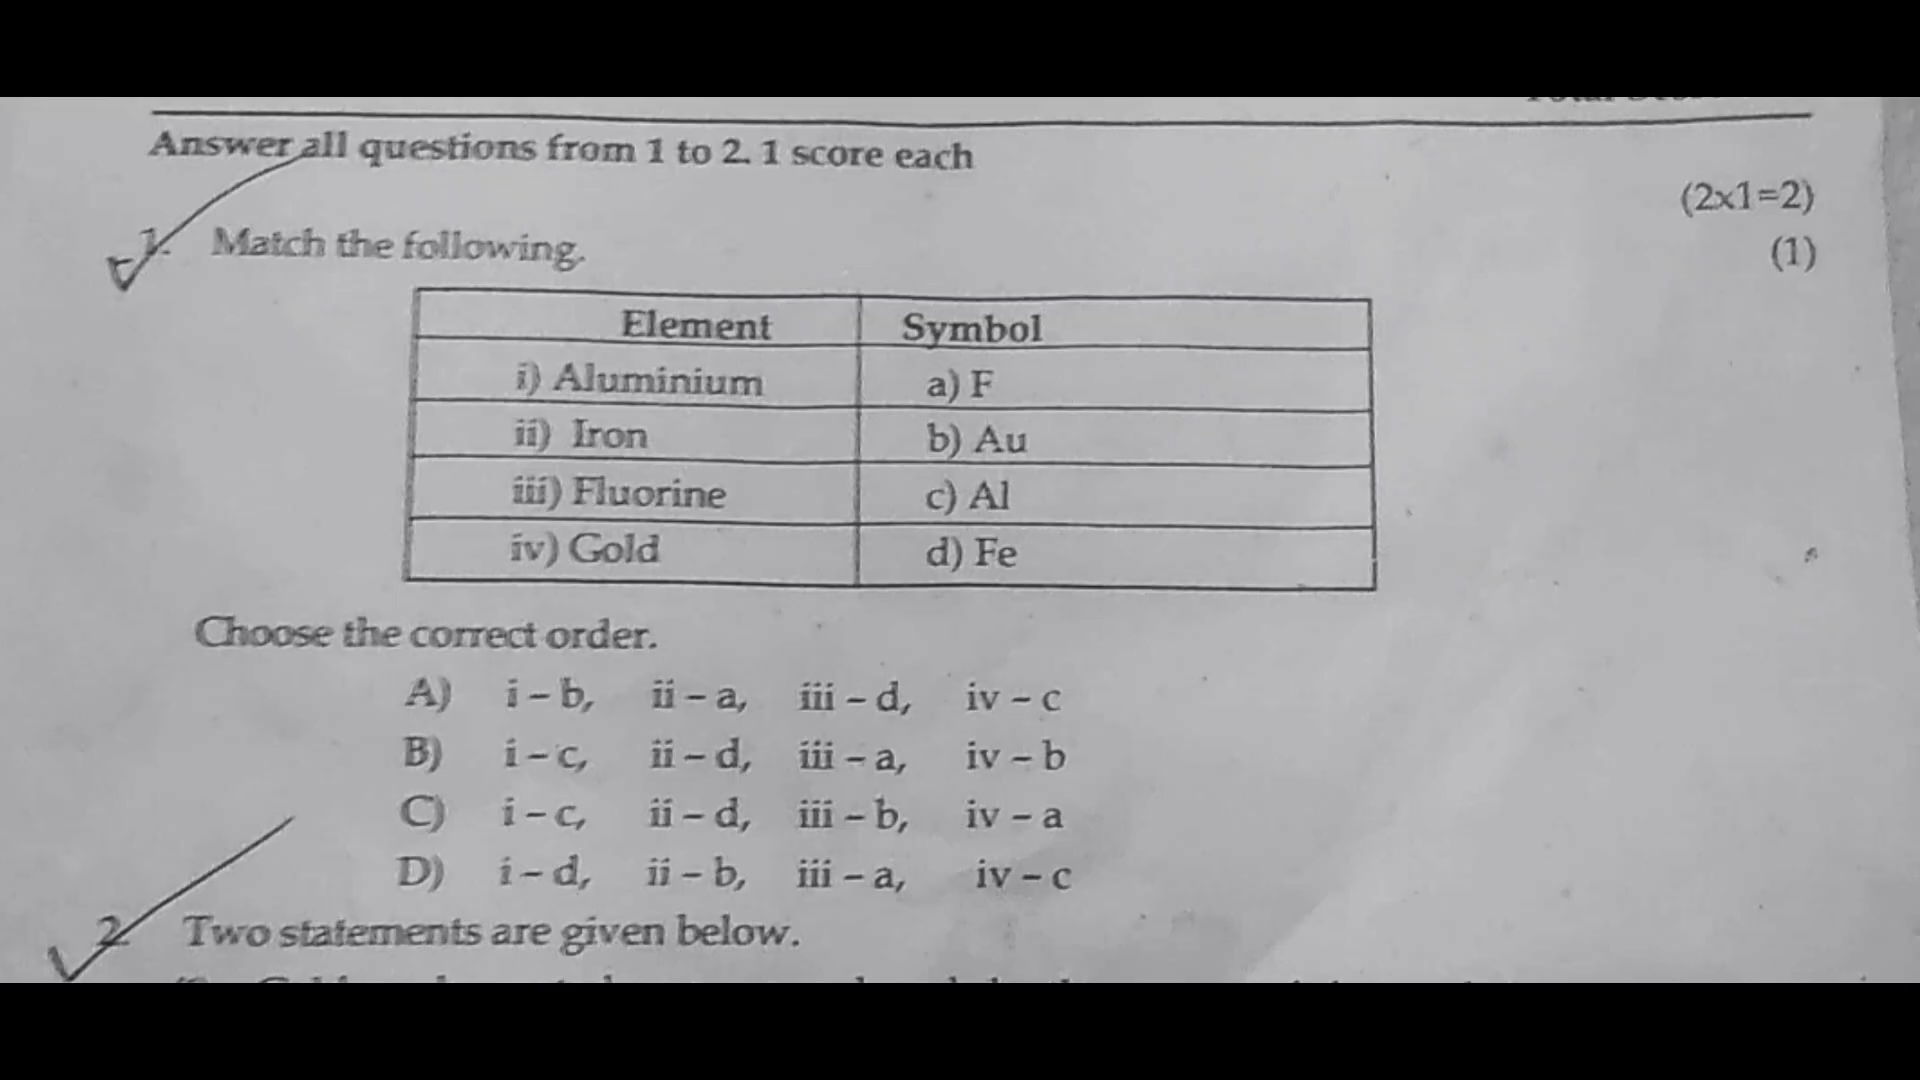 Answer all questions from 1 to 2. 1 score each
(2x1=2)
1. Match the following.
(1)
Element Symbol
i) Aluminium a) F
ii) Iron b) Au
iii) Fluorine c) Al
iv) Gold d) Fe
Choose the correct order.
A) i – b, ii – a, iii – d, iv – c
B) i – c, ii – d, iii – a, iv – b
C) i – c, ii – d, iii – b, iv – a
D) i – d, ii – b, iii – a, iv – c
2. Two statements are given below.